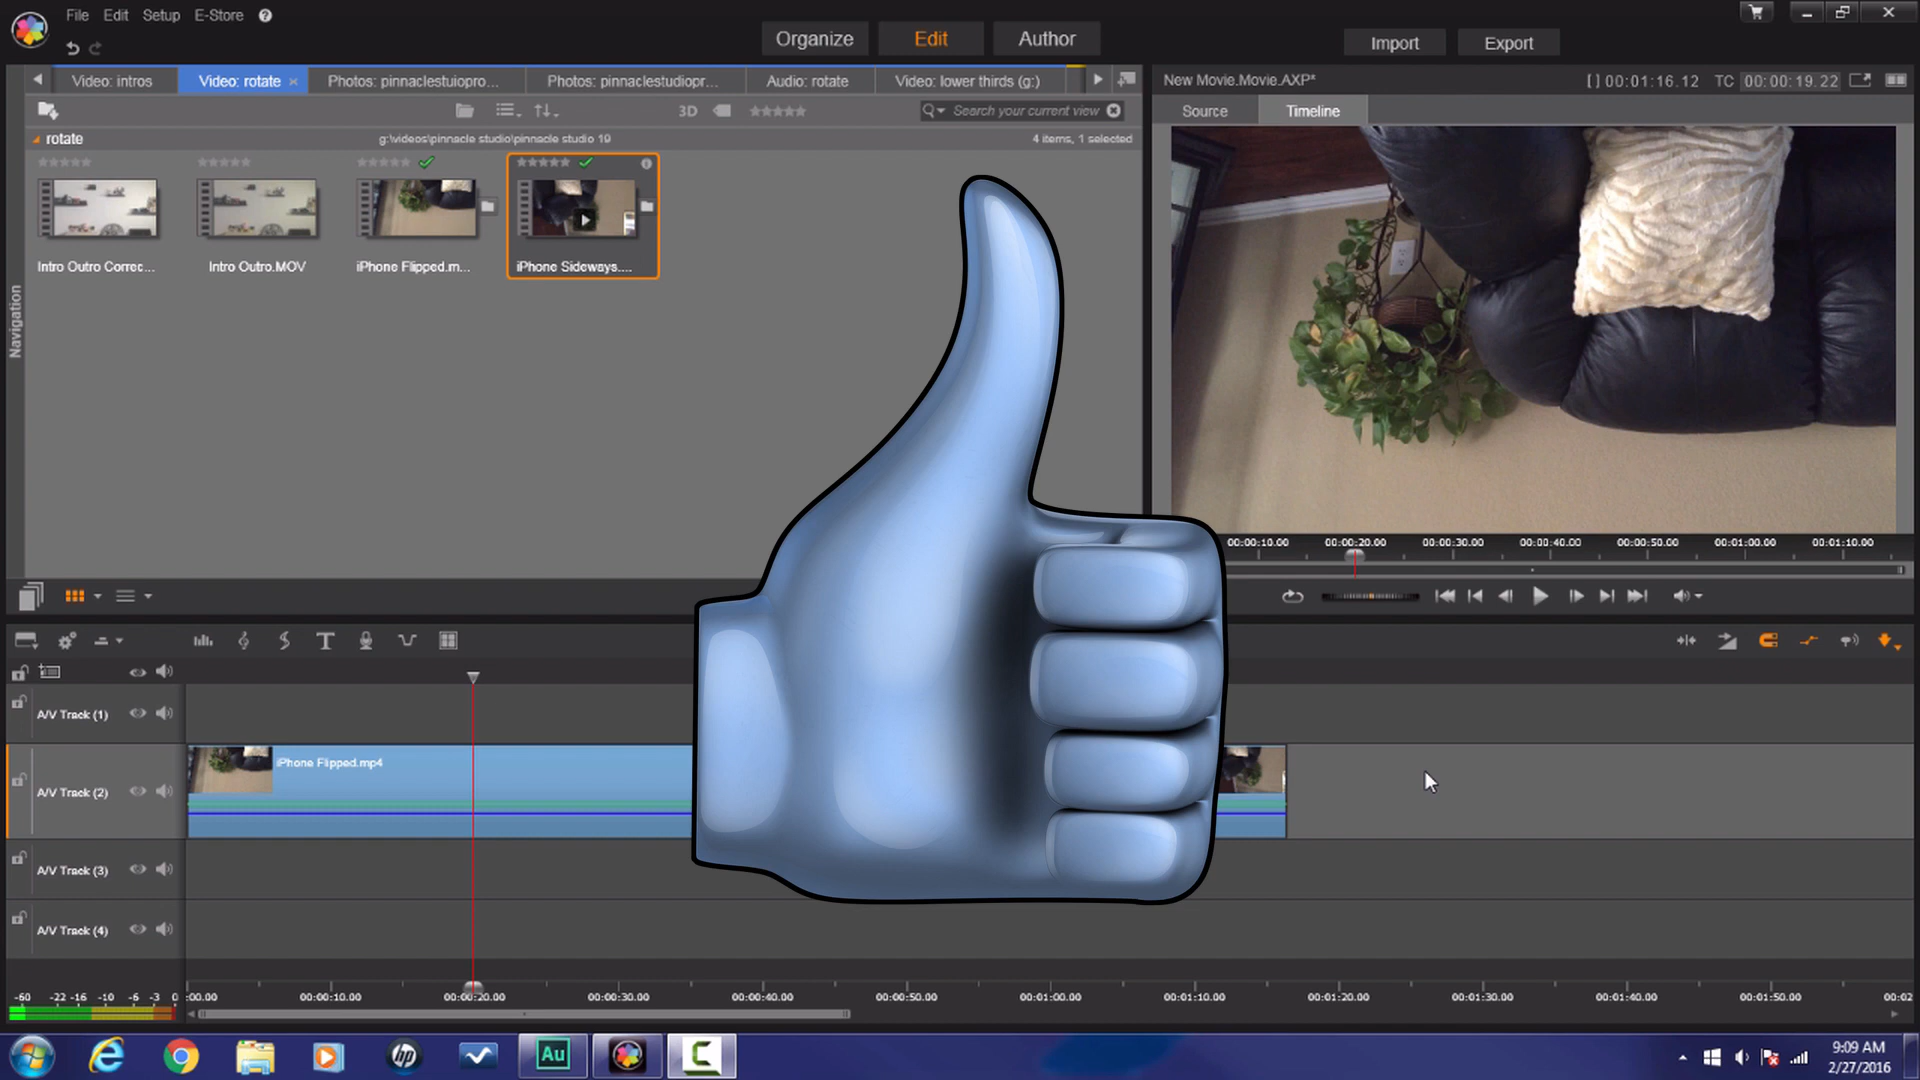 File Edit Setup E-Store ?
Organize Edit Author
Import Export
Video: intros Video: rotate × Photos: pinnaclestuiopro... Photos: pinnaclestudiopr... Audio: rotate Video: lower thirds (g:)
New Movie.Movie.AXP* [ ] 00:01:16.12 TC 00:00:19.22
3D Search your current view
Source Timeline
rotate g:\videos\pinnacle studio\pinnacle studio 19 4 items, 1 selected
Intro Outro Correc... Intro Outro.MOV iPhone Flipped.m... iPhone Sideways....
Navigation
00:00:10.00 00:00:20.00 00:00:30.00 00:00:40.00 00:00:50.00 00:01:00.00 00:01:10.00
A/V Track (1)
iPhone Flipped.mp4
A/V Track (2)
A/V Track (3)
A/V Track (4)
-60 -22 -16 -10 -6 -3 0 :00.00 00:00:10.00 00:00:20.00 00:00:30.00 00:00:40.00 00:00:50.00 00:01:00.00 00:01:10.00 00:01:20.00 00:01:30.00 00:01:40.00 00:01:50.00 00:02
Au hp C
9:09 AM
2/27/2016